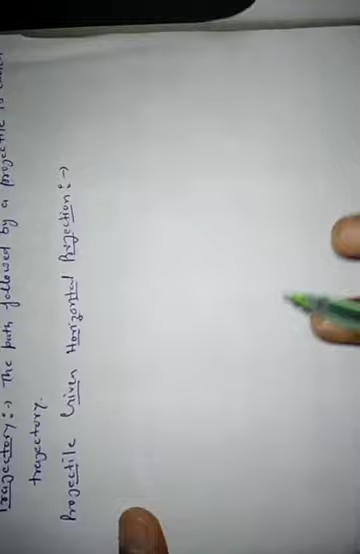 Trajectory :→ The path followed by a projectile is called
trajectory.
Projectile Given Horizontal Projection :→